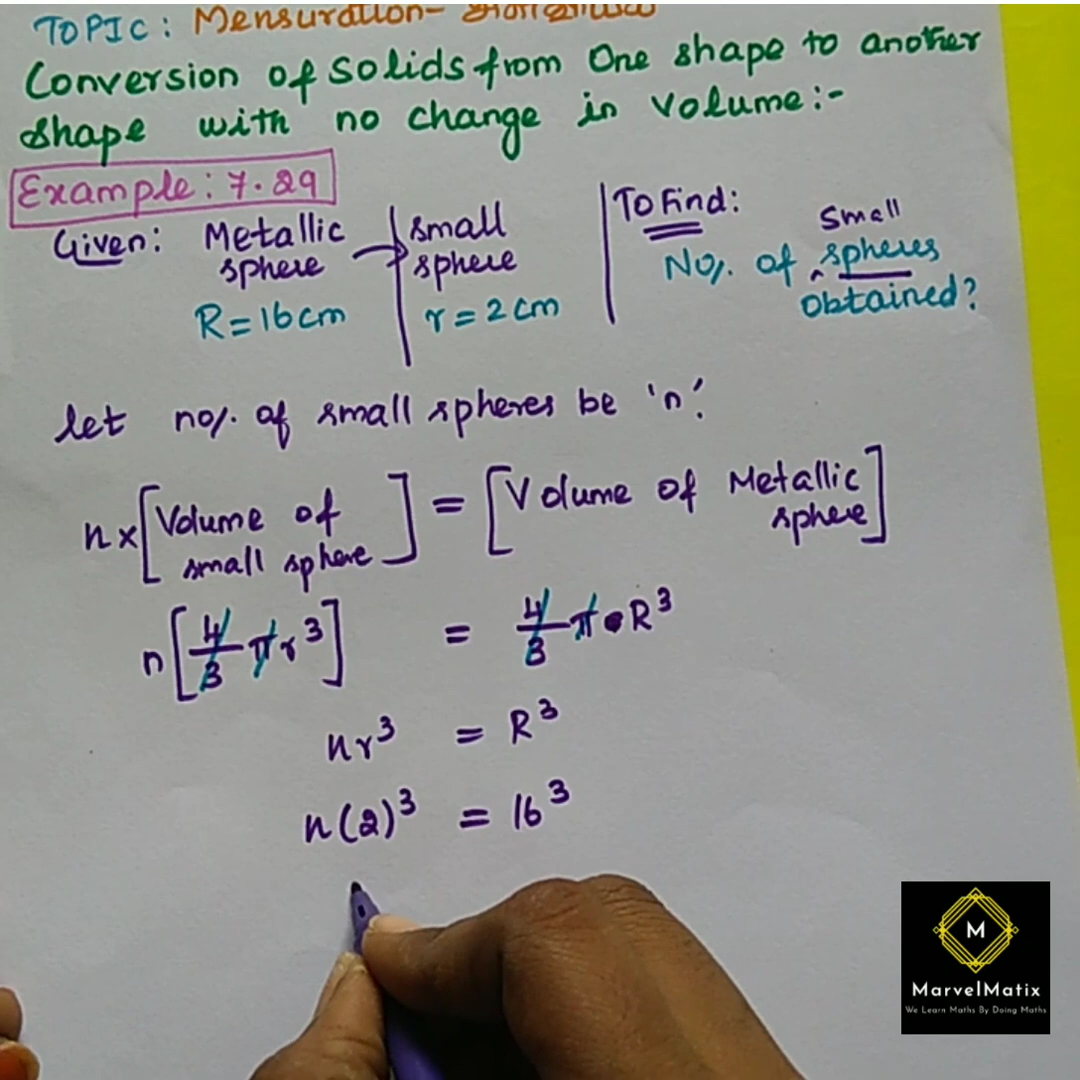 TOPIC: Mensuration-
Conversion of Solids from One shape to another
shape with no change in Volume:-
Example: 7.29
Given: Metallic sphere → small sphere
R=16cm r=2cm
To Find:
No/. of small spheres
obtained?
let no/. of small spheres be 'n'.
n×[Volume of small sphere] = [Volume of Metallic sphere]
n[4/3 πr³] = 4/3 πR³
nr³ = R³
n(2)³ = 16³
M
MarvelMatix
We Learn Maths By Doing Maths